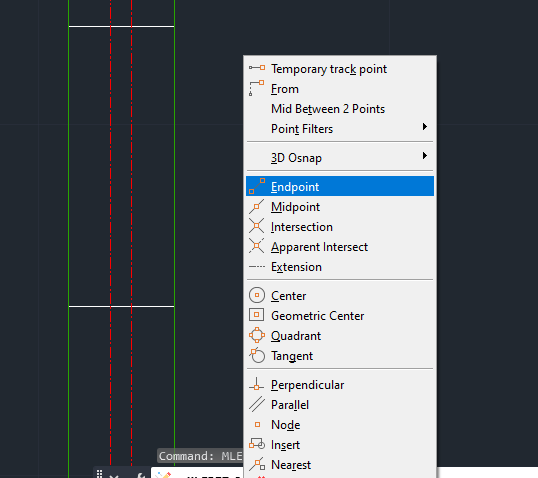 Temporary track point
From
Mid Between 2 Points
Point Filters
3D Osnap
Endpoint
Midpoint
Intersection
Apparent Intersect
Extension
Center
Geometric Center
Quadrant
Tangent
Perpendicular
Parallel
Node
Insert
Nearest
Command: MLE